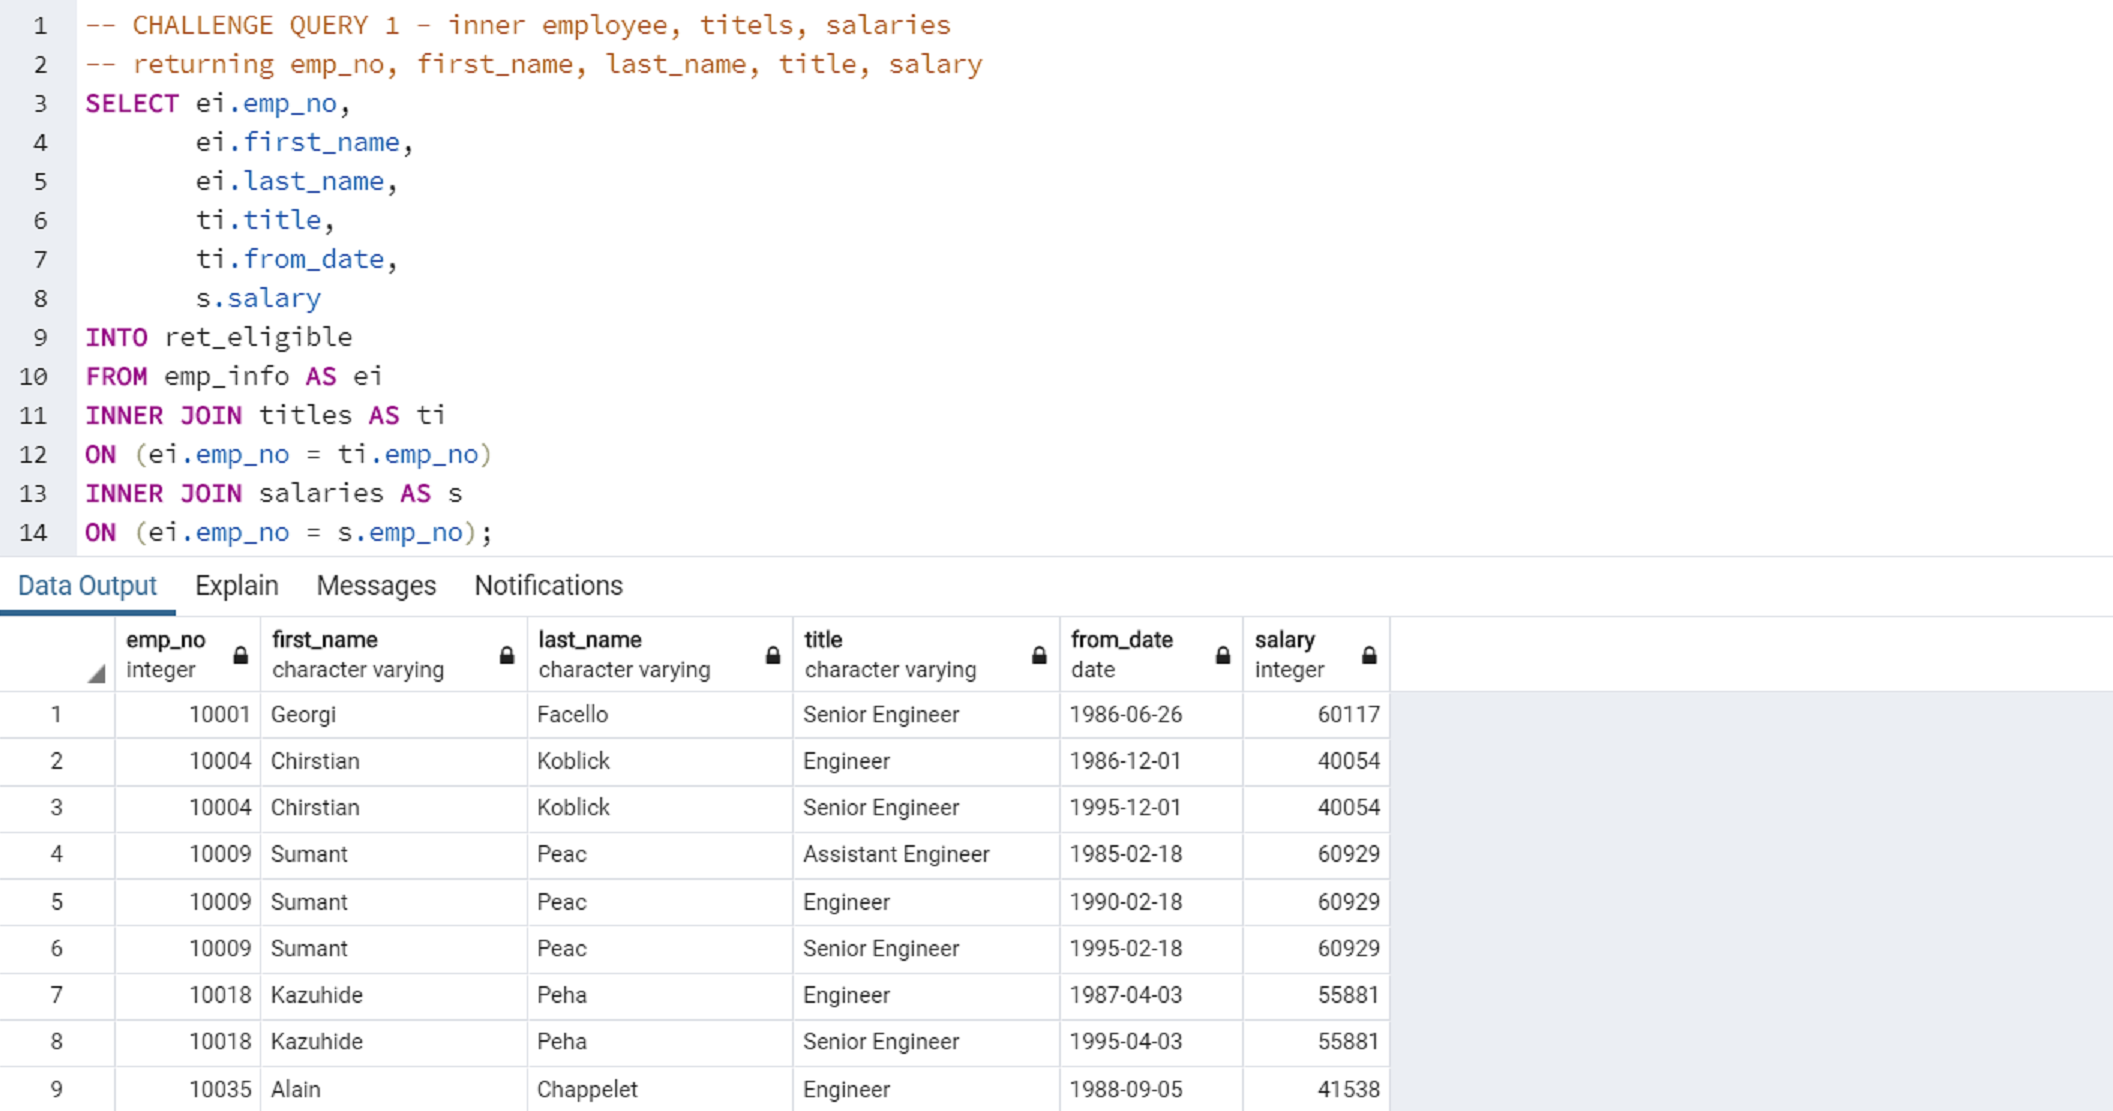 1 -- CHALLENGE QUERY 1 - inner employee, titels, salaries
2 -- returning emp_no, first_name, last_name, title, salary
3 SELECT ei.emp_no,
4 ei.first_name,
5 ei.last_name,
6 ti.title,
7 ti.from_date,
8 s.salary
9 INTO ret_eligible
10 FROM emp_info AS ei
11 INNER JOIN titles AS ti
12 ON (ei.emp_no = ti.emp_no)
13 INNER JOIN salaries AS s
14 ON (ei.emp_no = s.emp_no);
Data Output Explain Messages Notifications
emp_no first_name last_name title from_date salary
integer character varying character varying character varying date integer
1 10001 Georgi Facello Senior Engineer 1986-06-26 60117
2 10004 Chirstian Koblick Engineer 1986-12-01 40054
3 10004 Chirstian Koblick Senior Engineer 1995-12-01 40054
4 10009 Sumant Peac Assistant Engineer 1985-02-18 60929
5 10009 Sumant Peac Engineer 1990-02-18 60929
6 10009 Sumant Peac Senior Engineer 1995-02-18 60929
7 10018 Kazuhide Peha Engineer 1987-04-03 55881
8 10018 Kazuhide Peha Senior Engineer 1995-04-03 55881
9 10035 Alain Chappelet Engineer 1988-09-05 41538